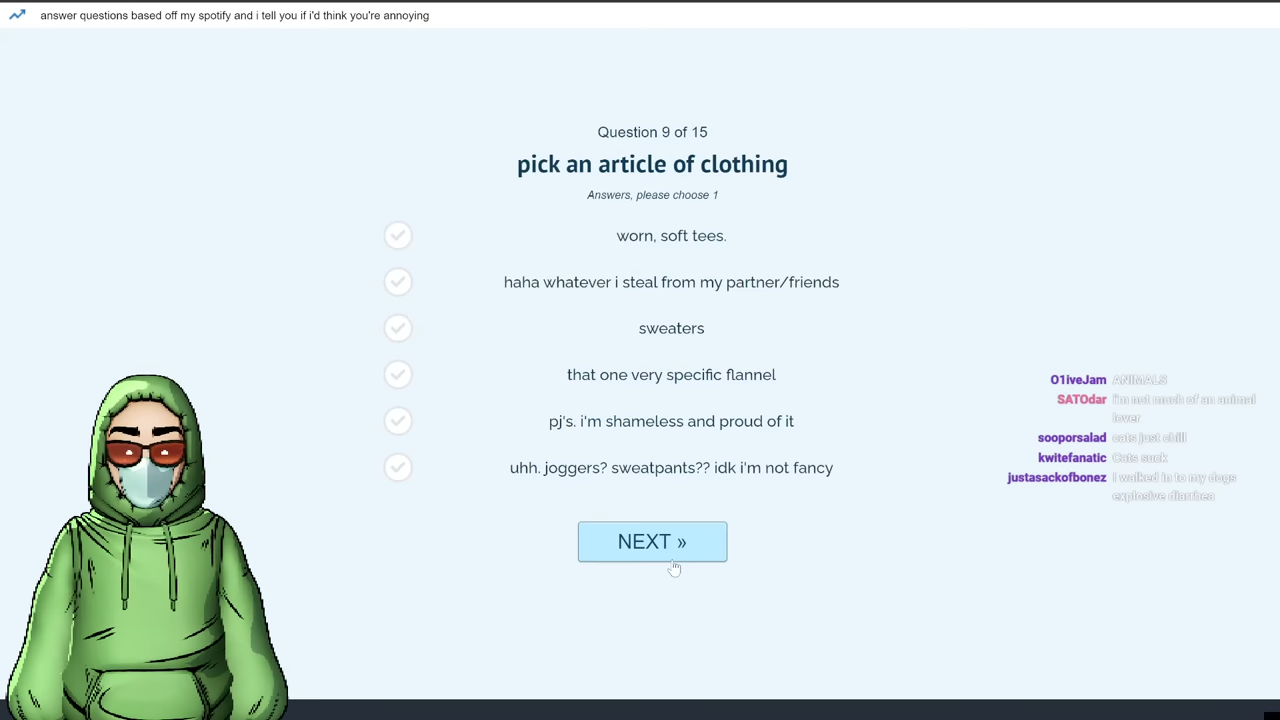 answer questions based off my spotify and i tell you if i'd think you're annoying
Question 9 of 15
pick an article of clothing
Answers, please choose 1
worn, soft tees.
haha whatever i steal from my partner/friends
sweaters
that one very specific flannel
pj's. i'm shameless and proud of it
uhh. joggers? sweatpants?? idk i'm not fancy
NEXT »
O1iveJam ANIMALS
SATOdar i'm not much of an animal
lover
sooporsalad cats just chill
kwitefanatic Cats suck
justasackofbonez I walked in to my dogs
explosive diarrhea